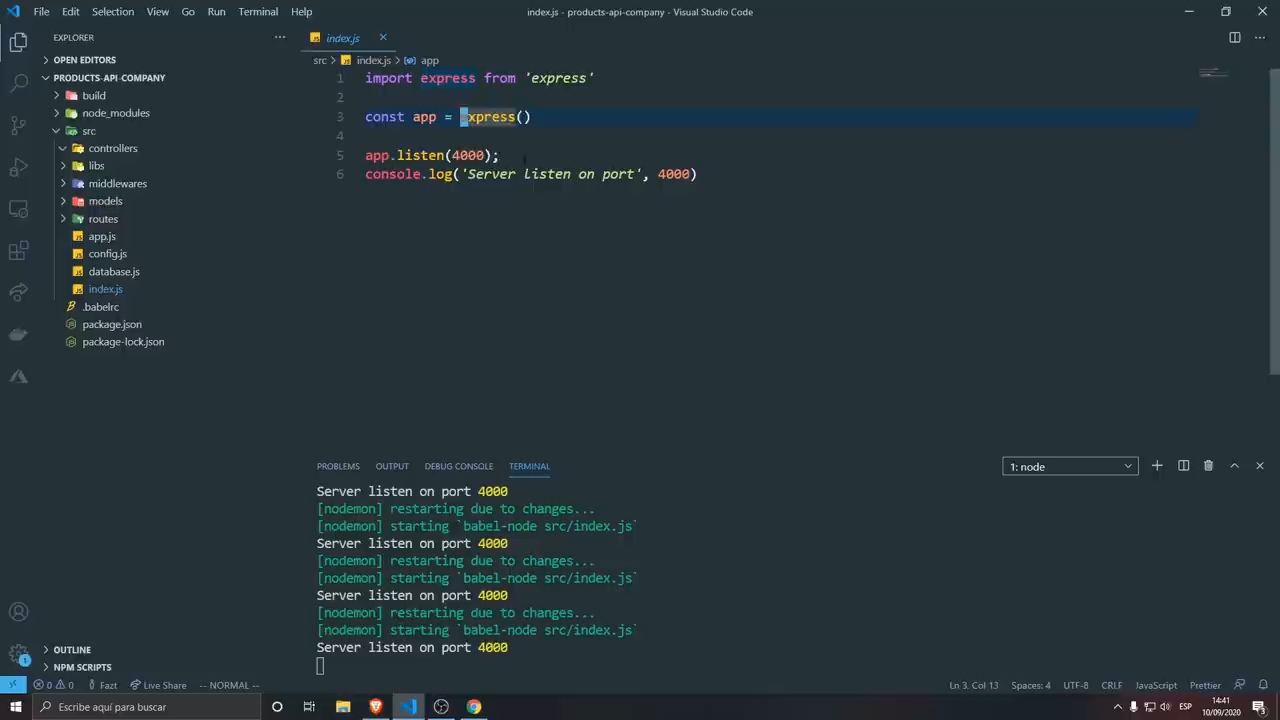 File Edit Selection View Go Run Terminal Help
index.js - products-api-company - Visual Studio Code
EXPLORER
index.js
OPEN EDITORS
src > index.js > app
PRODUCTS-API-COMPANY
build
node_modules
src
controllers
libs
middlewares
models
routes
app.js
config.js
database.js
index.js
.babelrc
package.json
package-lock.json
OUTLINE
NPM SCRIPTS
1 import express from 'express'
2
3 const app = express()
4
5 app.listen(4000);
6 console.log('Server Listen on port', 4000)
PROBLEMS OUTPUT DEBUG CONSOLE TERMINAL
1: node
Server listen on port 4000
[nodemon] restarting due to changes...
[nodemon] starting `babel-node src/index.js`
Server listen on port 4000
[nodemon] restarting due to changes...
[nodemon] starting `babel-node src/index.js`
Server listen on port 4000
[nodemon] restarting due to changes...
[nodemon] starting `babel-node src/index.js`
Server listen on port 4000
1
0 0 Fazt Live Share -- NORMAL -- Ln 3, Col 13 Spaces: 4 UTF-8 CRLF JavaScript Prettier
Escribe aquí para buscar
ESP
14:41
10/09/2020